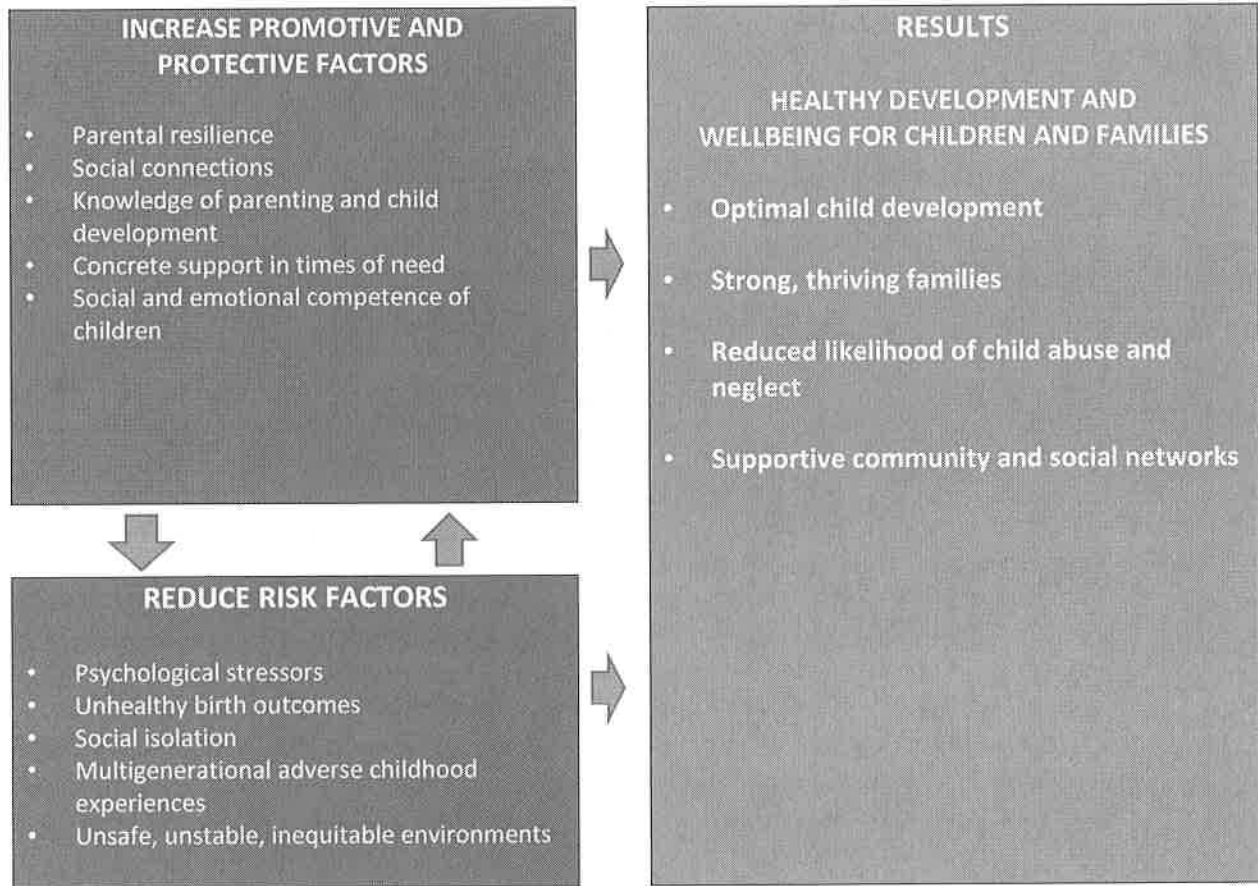 INCREASE PROMOTIVE AND
PROTECTIVE FACTORS
• Parental resilience
• Social connections
• Knowledge of parenting and child
development
• Concrete support in times of need
• Social and emotional competence of
children
REDUCE RISK FACTORS
• Psychological stressors
• Unhealthy birth outcomes
• Social isolation
• Multigenerational adverse childhood
experiences
• Unsafe, unstable, inequitable environments
RESULTS
HEALTHY DEVELOPMENT AND
WELLBEING FOR CHILDREN AND FAMILIES
• Optimal child development
• Strong, thriving families
• Reduced likelihood of child abuse and
neglect
• Supportive community and social networks